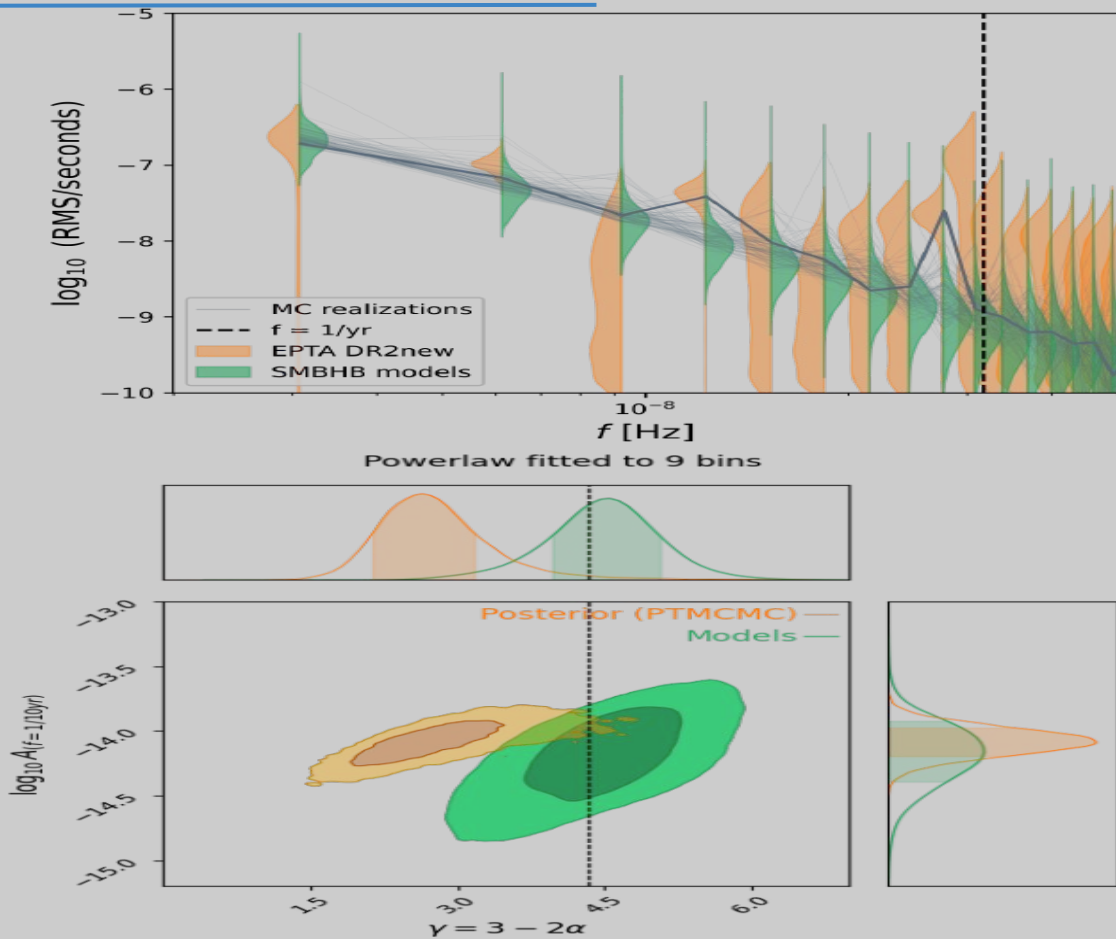 −5
−6
−7
−8
−9
−10
log₁₀ (RMS/seconds)
MC realizations
f = 1/yr
EPTA DR2new
SMBHB models
10⁻⁸
f [Hz]
Powerlaw fitted to 9 bins
−13.0
−13.5
−14.0
−14.5
−15.0
log₁₀A(f=1/10yr)
Posterior (PTMCMC)
Models
1.5
3.0
4.5
6.0
γ = 3 − 2α